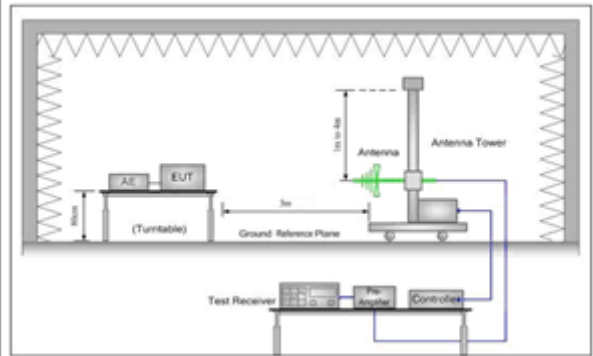 1m to 4m
Antenna Tower
Antenna
AE
EUT
80cm
3m
(Turntable)
Ground Reference Plane
Test Receiver
Pre-
Amplifier
Controller